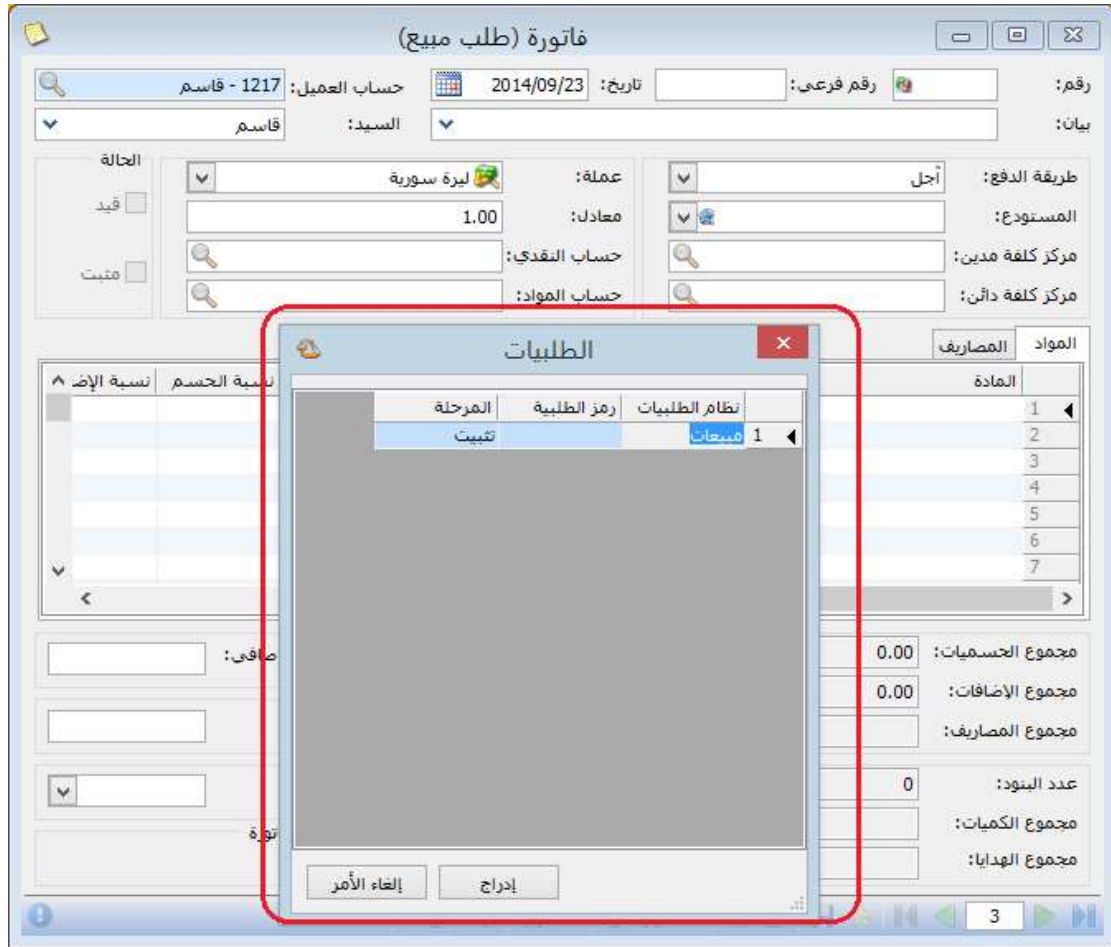 فاتورة (طلب مبيع)
رقم: رقم فرعي: تاريخ: 2014/09/23 حساب العميل: 1217 - قاسم
بيان: السيد: قاسم
طريقة الدفع: آجل عملة: ليرة سورية الحالة
المستودع: معادل: 1.00 قيد
مركز كلفة مدين: حساب النقدي:
مركز كلفة دائن: حساب المواد: مثبت
المواد المصاريف
المادة نسبة الحسم نسبة الإض
1
2
3
4
5
6
7
الطلبيات
نظام الطلبيات رمز الطلبية المرحلة
1 مبيعات تثبيت
إدراج إلغاء الأمر
مجموع الحسميات: 0.00 صافي:
مجموع الإضافات: 0.00
مجموع المصاريف:
عدد البنود: 0
مجموع الكميات: تورة
مجموع الهدايا:
3